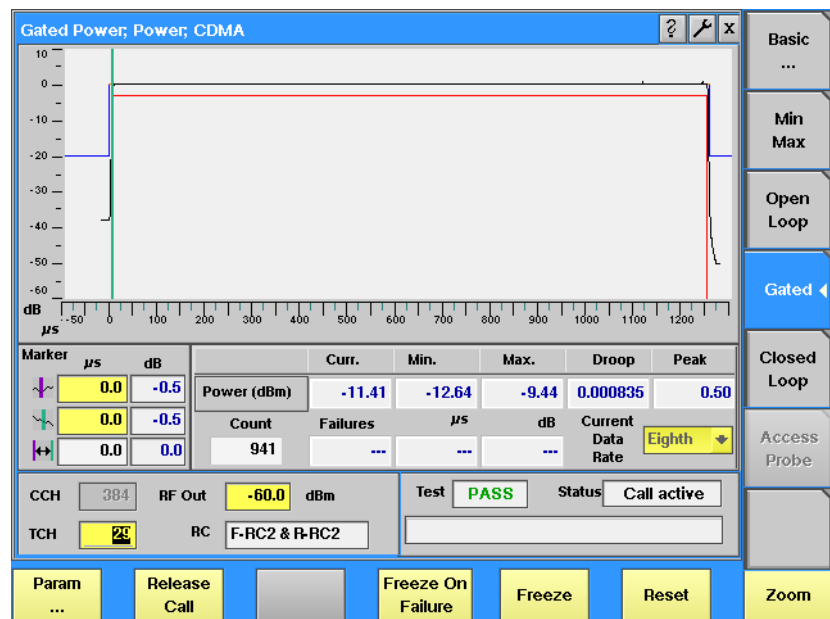 Gated Power; Power; CDMA
? x
10
0
-10
-20
-30
-40
-50
-60
dB
µs
-50 0 100 200 300 400 500 600 700 800 900 1000 1100 1200
Marker µs dB
0.0 -0.5
0.0 -0.5
0.0 0.0
Curr. Min. Max. Droop Peak
Power (dBm) -11.41 -12.64 -9.44 0.000835 0.50
Count Failures µs dB Current Data Rate
941 --- --- --- Eighth
CCH 384 RF Out -60.0 dBm
TCH 29 RC F-RC2 & R-RC2
Test PASS Status Call active
Basic
...
Min
Max
Open
Loop
Gated
Closed
Loop
Access
Probe
Param
...
Release
Call
Freeze On
Failure
Freeze
Reset
Zoom